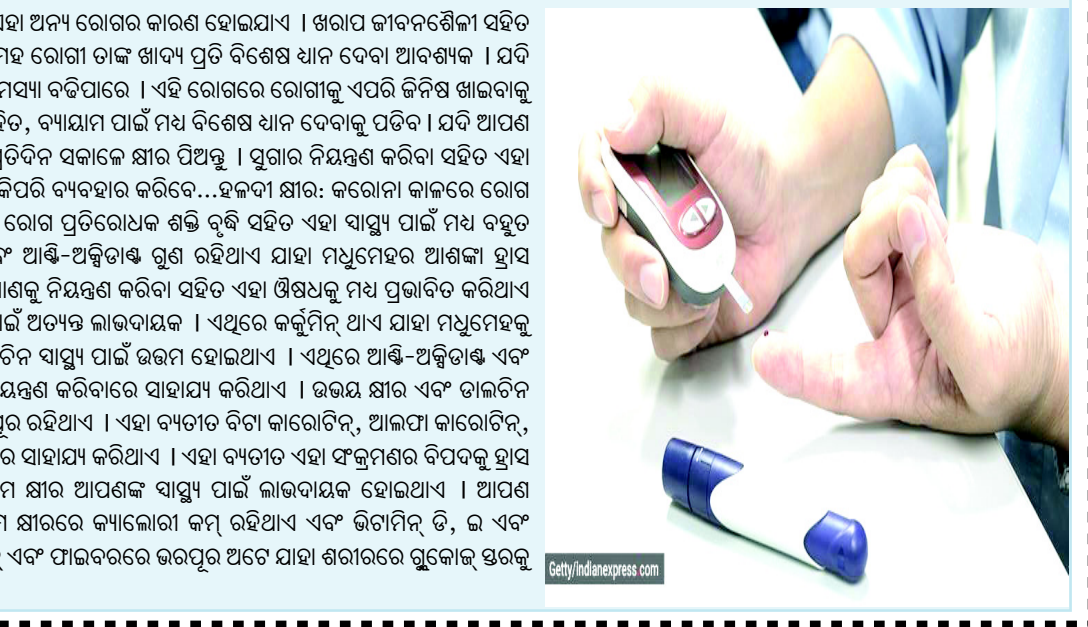 ଏହା ଅନ୍ୟ ରୋଗର କାରଣ ହୋଇଯାଏ । ଖରାପ ଜୀବନଶୈଳୀ ସହିତ
ରୋଗୀ ତାଙ୍କ ଖାଦ୍ୟ ପ୍ରତି ବିଶେଷ ଧ୍ୟାନ ଦେବା ଆବଶ୍ୟକ । ଯଦି
ବଢିପାରେ । ଏହି ରୋଗରେ ରୋଗୀକୁ ଏପରି ଜିନିଷ ଖାଇବାକୁ
ବ୍ୟାୟାମ ପାଇଁ ମଧ୍ୟ ବିଶେଷ ଧ୍ୟାନ ଦେବାକୁ ପଡିବ । ଯଦି ଆପଣ
ସକାଳେ କ୍ଷୀର ପିଅନ୍ତୁ । ସୁଗାର ନିୟନ୍ତ୍ରଣ କରିବା ସହିତ ଏହା
କିପରି ବ୍ୟବହାର କରିବେ...ହଳଦୀ କ୍ଷୀର: କରୋନା କାଳରେ ରୋଗ
ରୋଗ ପ୍ରତିରୋଧକ ଶକ୍ତି ବୃଦ୍ଧି ସହିତ ଏହା ସ୍ୱାସ୍ଥ୍ୟ ପାଇଁ ମଧ୍ୟ ବହୁତ
ଆଣ୍ଟି-ଅକ୍ସିଡାଣ୍ଟ ଗୁଣ ରହିଥାଏ ଯାହା ମଧୁମେହର ଆଶଙ୍କା ହ୍ରାସ
ନିୟନ୍ତ୍ରଣ କରିବା ସହିତ ଏହା ଔଷଧକୁ ମଧ୍ୟ ପ୍ରଭାବିତ କରିଥାଏ
ଅତ୍ୟନ୍ତ ଲାଭଦାୟକ । ଏଥିରେ କର୍କୁମିନ୍ ଥାଏ ଯାହା ମଧୁମେହକୁ
ସ୍ୱାସ୍ଥ୍ୟ ପାଇଁ ଉତ୍ତମ ହୋଇଥାଏ । ଏଥିରେ ଆଣ୍ଟି-ଅକ୍ସିଡାଣ୍ଟ ଏବଂ
କରିବାରେ ସାହାଯ୍ୟ କରିଥାଏ । ଉଭୟ କ୍ଷୀର ଏବଂ ଡାଲଚିନ
ରହିଥାଏ । ଏହା ବ୍ୟତୀତ ବିଟା କାରୋଟିନ୍, ଆଲଫା କାରୋଟିନ୍,
ସାହାଯ୍ୟ କରିଥାଏ । ଏହା ବ୍ୟତୀତ ଏହା ସଂକ୍ରମଣର ବିପଦକୁ ହ୍ରାସ
କ୍ଷୀର ଆପଣଙ୍କ ସ୍ୱାସ୍ଥ୍ୟ ପାଇଁ ଲାଭଦାୟକ ହୋଇଥାଏ । ଆପଣ
କ୍ଷୀରରେ କ୍ୟାଲୋରୀ କମ୍ ରହିଥାଏ ଏବଂ ଭିଟାମିନ୍ ଡି, ଇ ଏବଂ
ଏବଂ ଫାଇବରରେ ଭରପୂର ଅଟେ ଯାହା ଶରୀରରେ ଗ୍ଲୁକୋଜ୍ ସ୍ତରକୁ
Getty/indianexpress.com